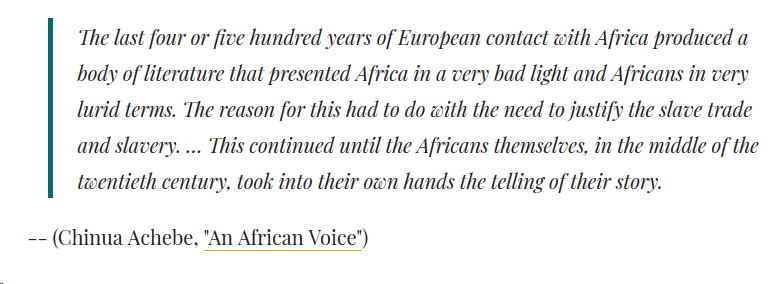 The last four or five hundred years of European contact with Africa produced a
body of literature that presented Africa in a very bad light and Africans in very
lurid terms. The reason for this had to do with the need to justify the slave trade
and slavery. ... This continued until the Africans themselves, in the middle of the
twentieth century, took into their own hands the telling of their story.
-- (Chinua Achebe, "An African Voice")